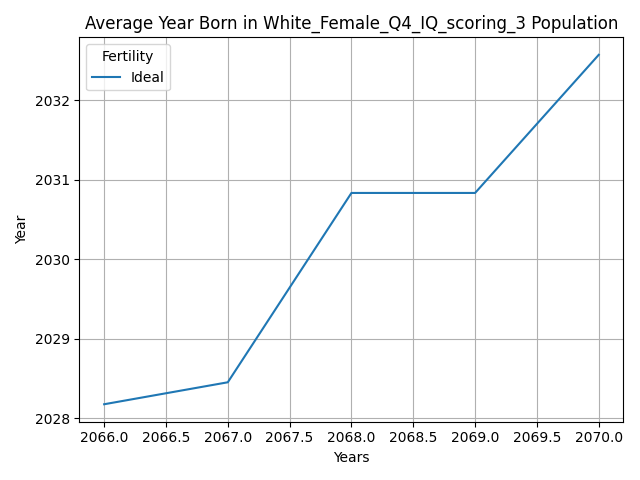 Average Year Born in White_Female_Q4_IQ_scoring_3 Population
Fertility
Ideal
2032
2031
2030
2029
2028
Year
2066.0 2066.5 2067.0 2067.5 2068.0 2068.5 2069.0 2069.5 2070.0
Years